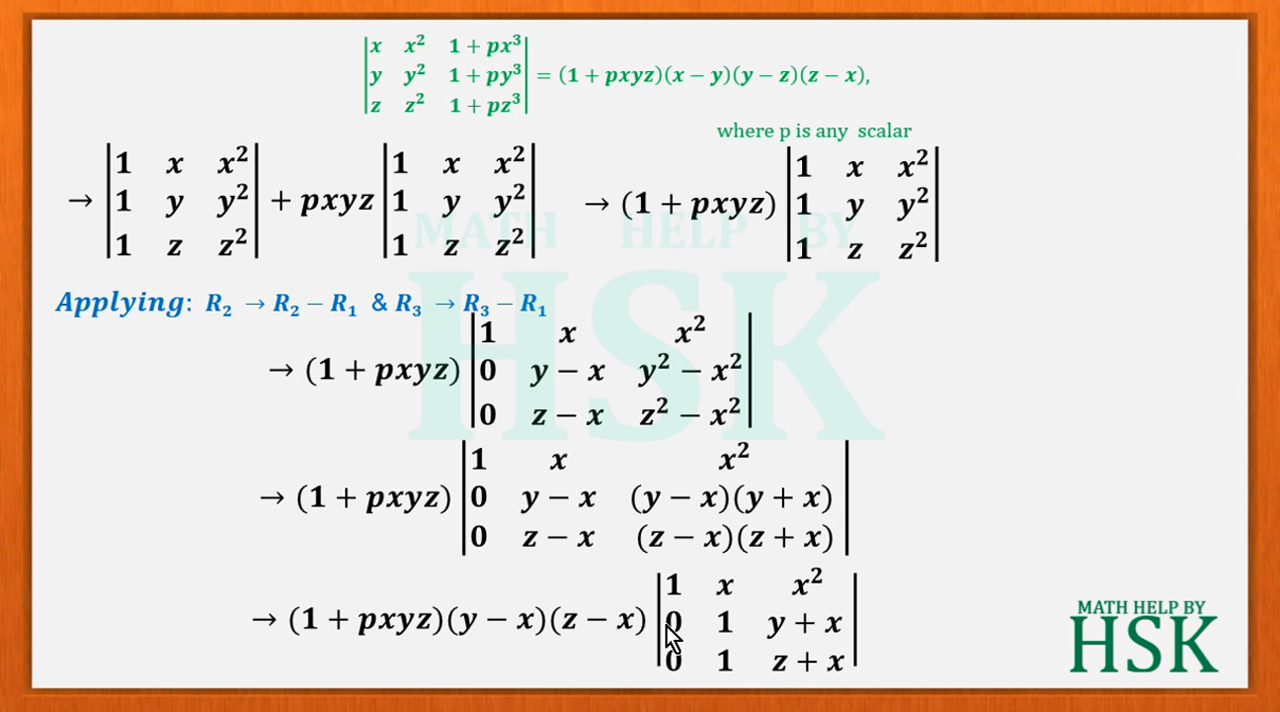 |x x² 1 + px³|
|y y² 1 + py³| = (1 + pxyz)(x − y)(y − z)(z − x),
|z z² 1 + pz³|
where p is any scalar
→ |1 x x²| + pxyz |1 x x²| → (1 + pxyz) |1 x x²|
|1 y y²| |1 y y²| |1 y y²|
|1 z z²| |1 z z²| |1 z z²|
MATH HELP BY
HSK
Applying: R₂ → R₂ − R₁ & R₃ → R₃ − R₁
|1 x x²|
→ (1 + pxyz) |0 y − x y² − x²|
|0 z − x z² − x²|
|1 x x²|
→ (1 + pxyz) |0 y − x (y − x)(y + x)|
|0 z − x (z − x)(z + x)|
|1 x x²|
→ (1 + pxyz)(y − x)(z − x) |0 1 y + x|
|0 1 z + x|
MATH HELP BY
HSK